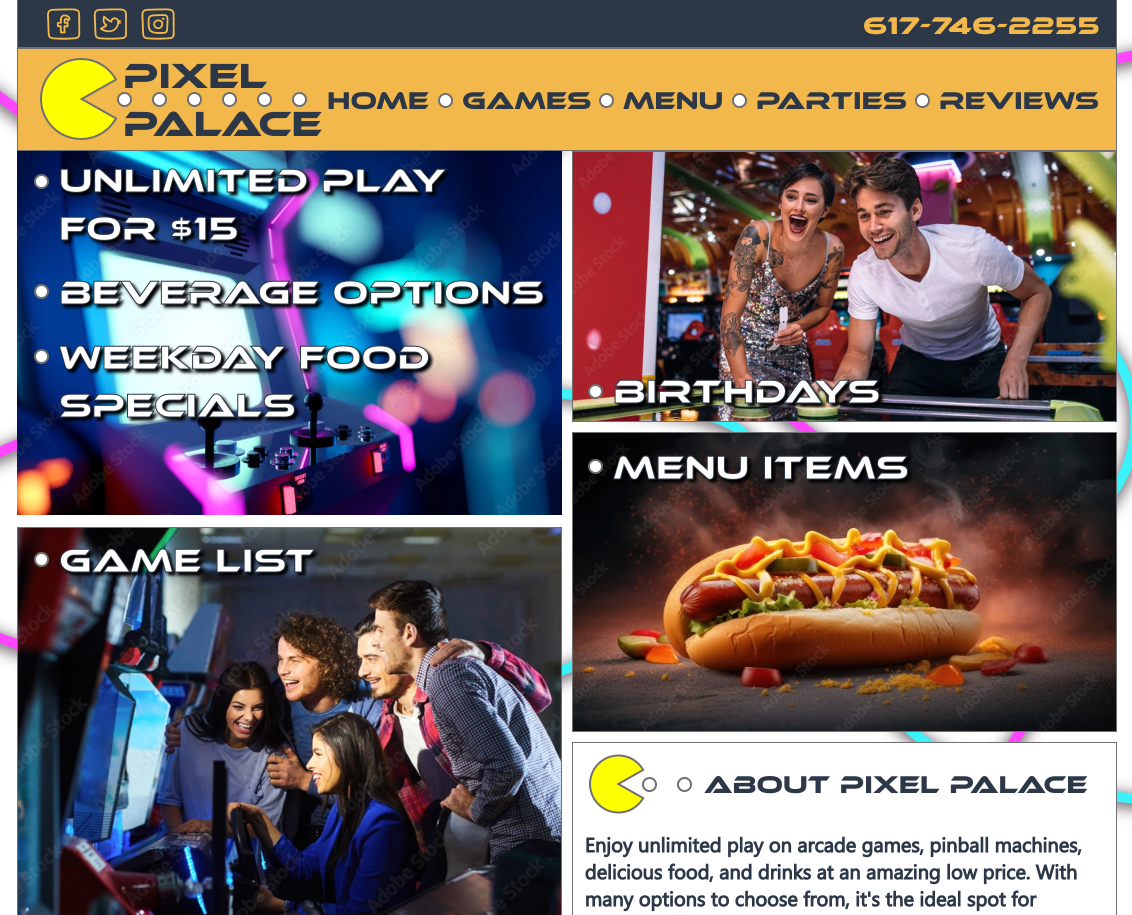 617-746-2255
PIXEL
PALACE
HOME GAMES MENU PARTIES REVIEWS
UNLIMITED PLAY
FOR $15
BEVERAGE OPTIONS
WEEKDAY FOOD
SPECIALS
BIRTHDAYS
MENU ITEMS
GAME LIST
ABOUT PIXEL PALACE
Enjoy unlimited play on arcade games, pinball machines,
delicious food, and drinks at an amazing low price. With
many options to choose from, it's the ideal spot for
Adobe Stock